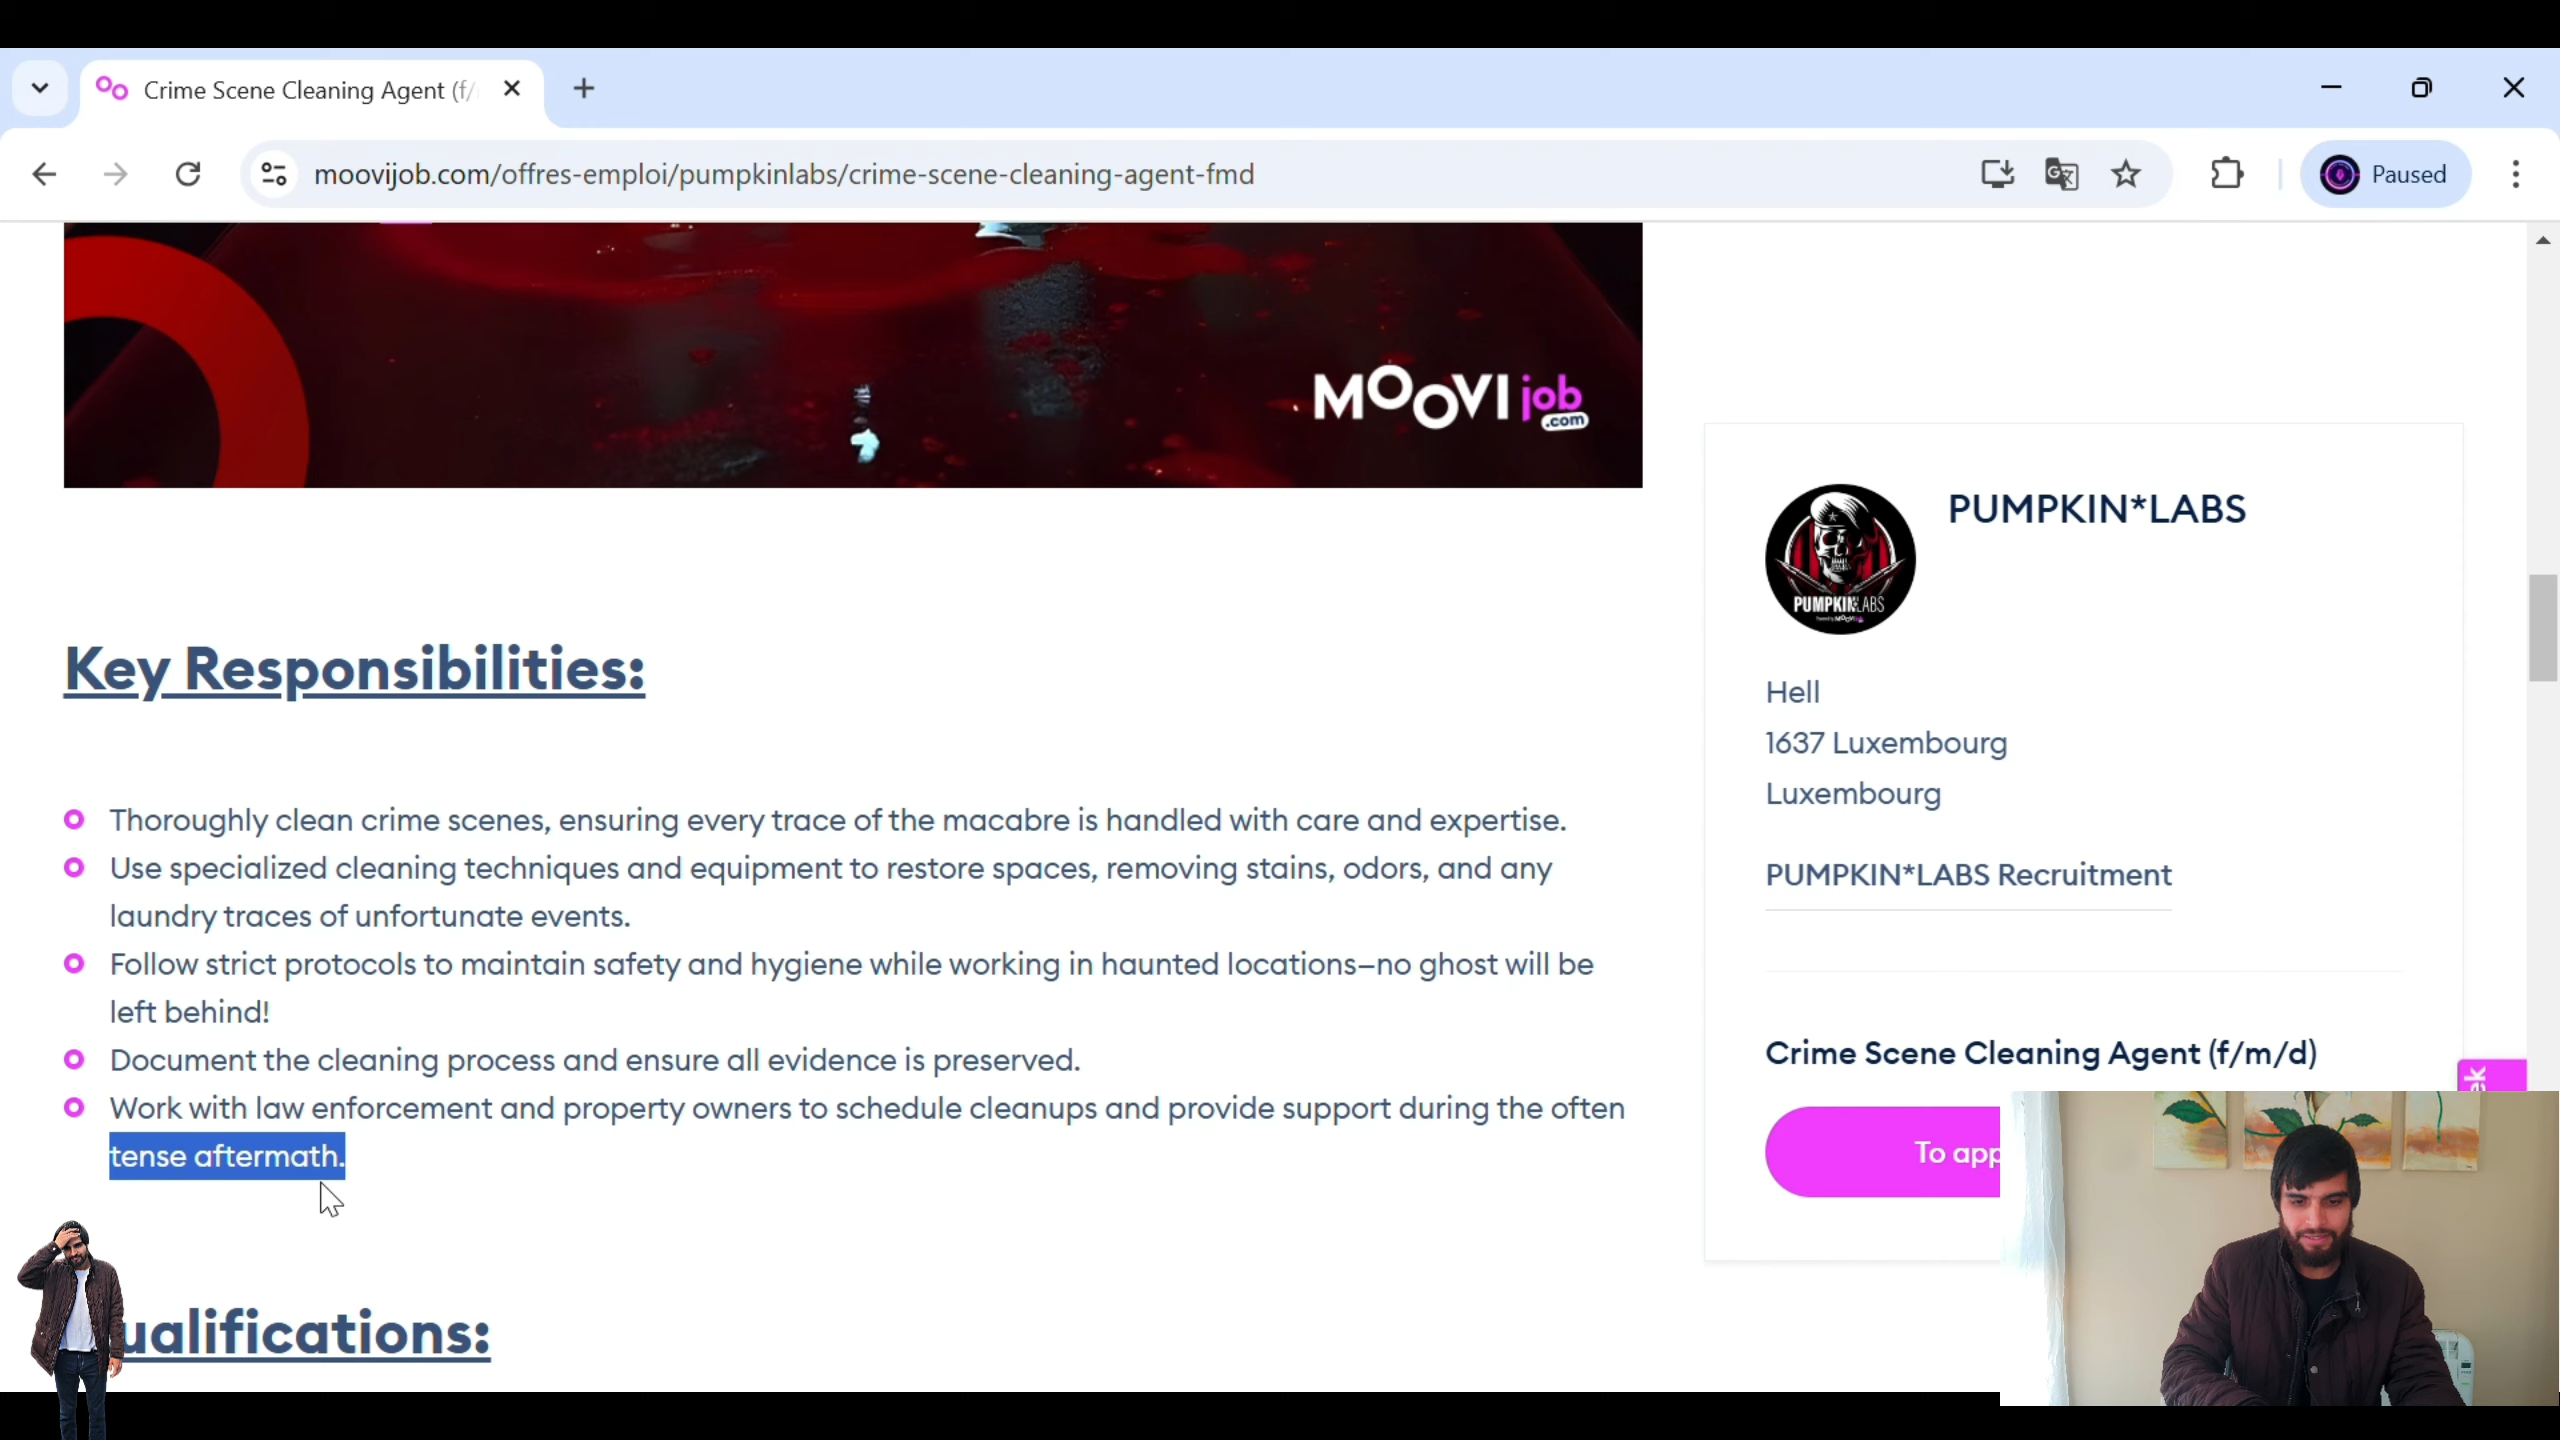 Crime Scene Cleaning Agent (f/
moovijob.com/offres-emploi/pumpkinlabs/crime-scene-cleaning-agent-fmd
Paused
MOOVI job
.com
Key Responsibilities:
Thoroughly clean crime scenes, ensuring every trace of the macabre is handled with care and expertise.
Use specialized cleaning techniques and equipment to restore spaces, removing stains, odors, and any
laundry traces of unfortunate events.
Follow strict protocols to maintain safety and hygiene while working in haunted locations—no ghost will be
left behind!
Document the cleaning process and ensure all evidence is preserved.
Work with law enforcement and property owners to schedule cleanups and provide support during the often
tense aftermath.
ualifications:
PUMPKIN*LABS
PUMPKIN*LABS
Hell
1637 Luxembourg
Luxembourg
PUMPKIN*LABS Recruitment
Crime Scene Cleaning Agent (f/m/d)
To app
ek